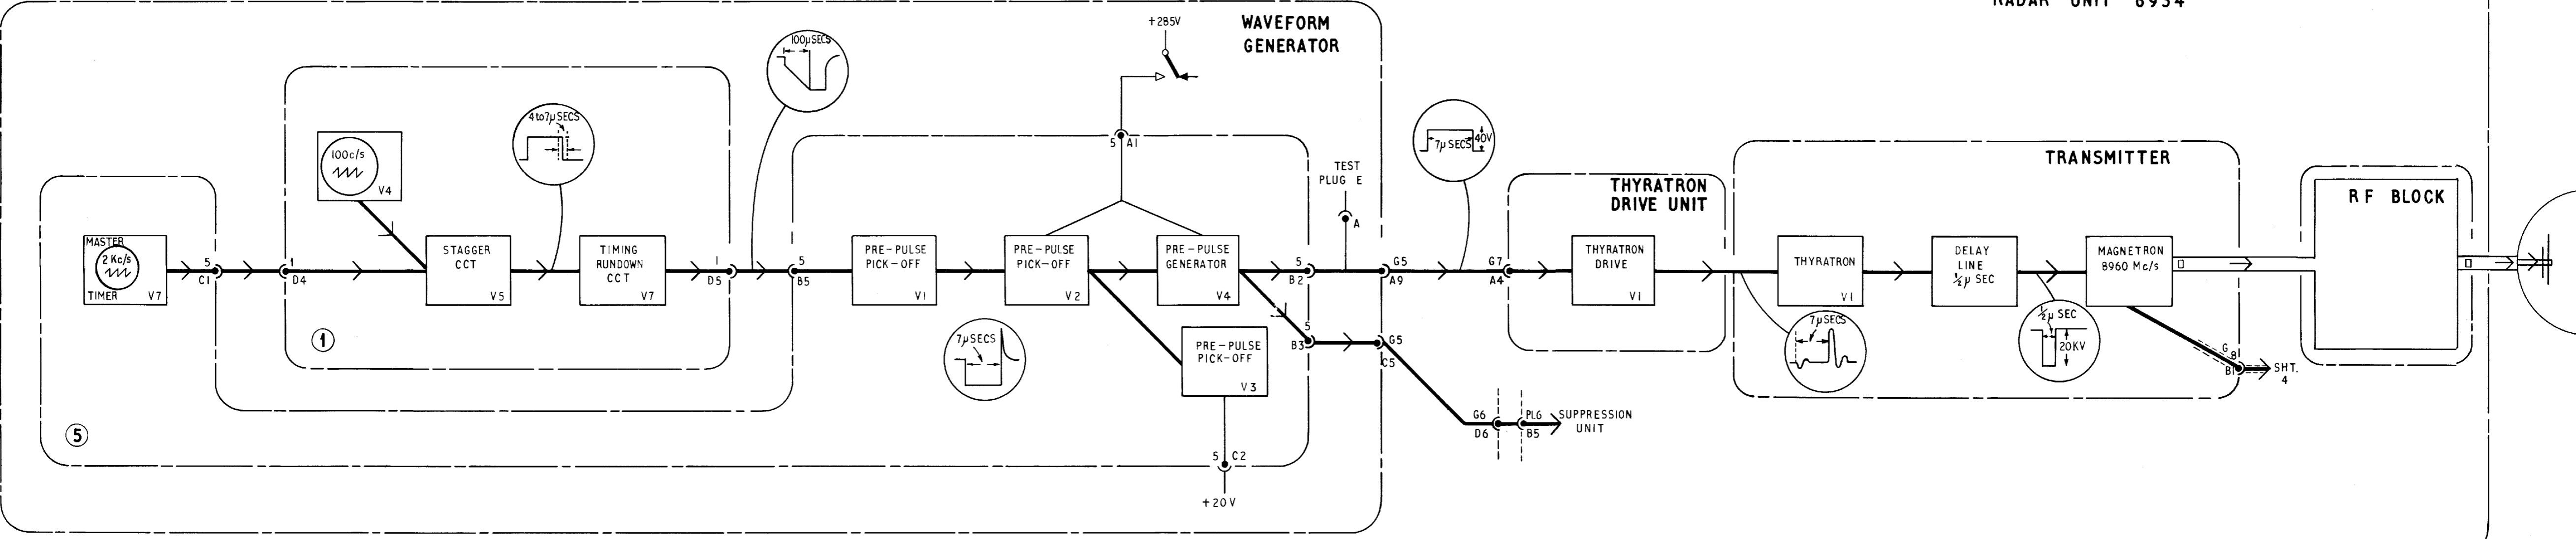 RADAR UNIT 8934
WAVEFORM
GENERATOR
+285V
100µSECS
5 A1
100c/s
V4
4to7µSECS
MASTER
2 Kc/s
TIMER V7
5
C1
1
D4
STAGGER
CCT
V5
TIMING
RUNDOWN
CCT
V7
1
D5
5
B5
PRE-PULSE
PICK-OFF
V1
PRE-PULSE
PICK-OFF
V2
PRE-PULSE
GENERATOR
V4
5
B2
TEST
PLUG E
A
G5
A9
7µSECS
40V
G7
A4
THYRATRON
DRIVE UNIT
THYRATRON
DRIVE
V1
TRANSMITTER
THYRATRON
V1
DELAY
LINE
½µ SEC
MAGNETRON
8960 Mc/s
RF BLOCK
1
7µSECS
5
B3
G5
C5
PRE-PULSE
PICK-OFF
V3
7µSECS
½µ SEC
20KV
G
8
B1
SHT.
4
5
G6
D6
PLG
B5
SUPPRESSION
UNIT
5 C2
+20V